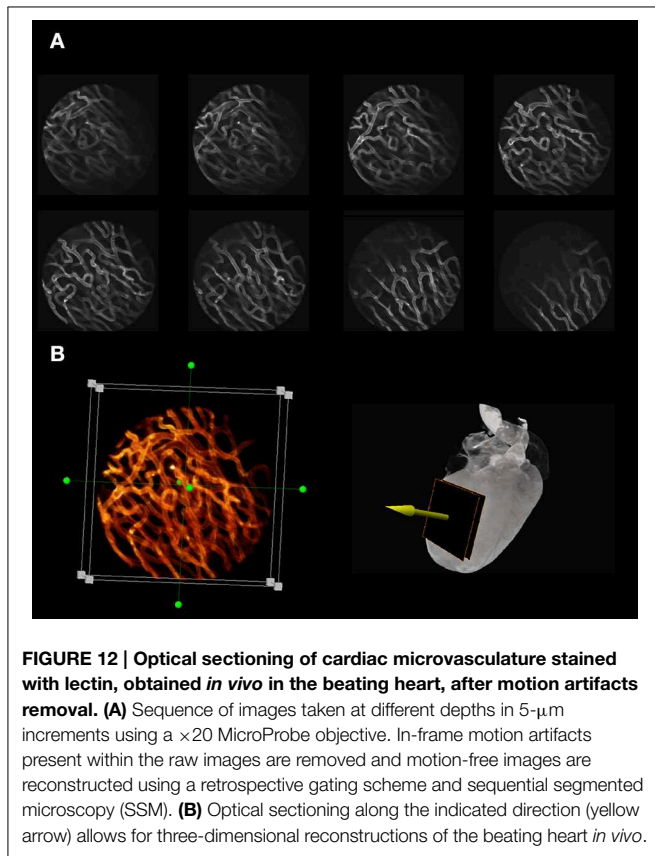 A
B
FIGURE 12 | Optical sectioning of cardiac microvasculature stained
with lectin, obtained in vivo in the beating heart, after motion artifacts
removal. (A) Sequence of images taken at different depths in 5-μm
increments using a ×20 MicroProbe objective. In-frame motion artifacts
present within the raw images are removed and motion-free images are
reconstructed using a retrospective gating scheme and sequential segmented
microscopy (SSM). (B) Optical sectioning along the indicated direction (yellow
arrow) allows for three-dimensional reconstructions of the beating heart in vivo.